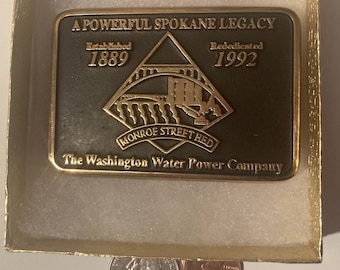 A POWERFUL SPOKANE LEGACY
Established
1889
Rededicated
1992
MONROE STREET HED
The Washington Water Power Company